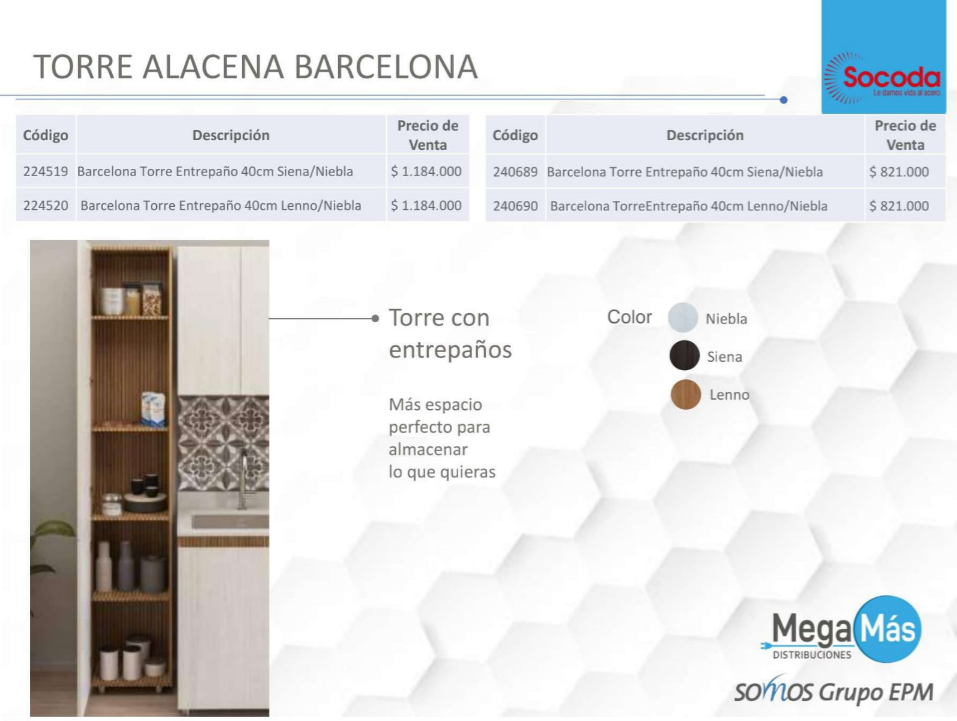 TORRE ALACENA BARCELONA
Socoda
Le damos vida al acero
Código Descripción Precio de Venta
224519 Barcelona Torre Entrepaño 40cm Siena/Niebla $ 1.184.000
224520 Barcelona Torre Entrepaño 40cm Lenno/Niebla $ 1.184.000
Código Descripción Precio de Venta
240689 Barcelona Torre Entrepaño 40cm Siena/Niebla $ 821.000
240690 Barcelona TorreEntrepaño 40cm Lenno/Niebla $ 821.000
Torre con
entrepaños
Más espacio
perfecto para
almacenar
lo que quieras
Color
Niebla
Siena
Lenno
MegaMás
DISTRIBUCIONES
SOMOS Grupo EPM